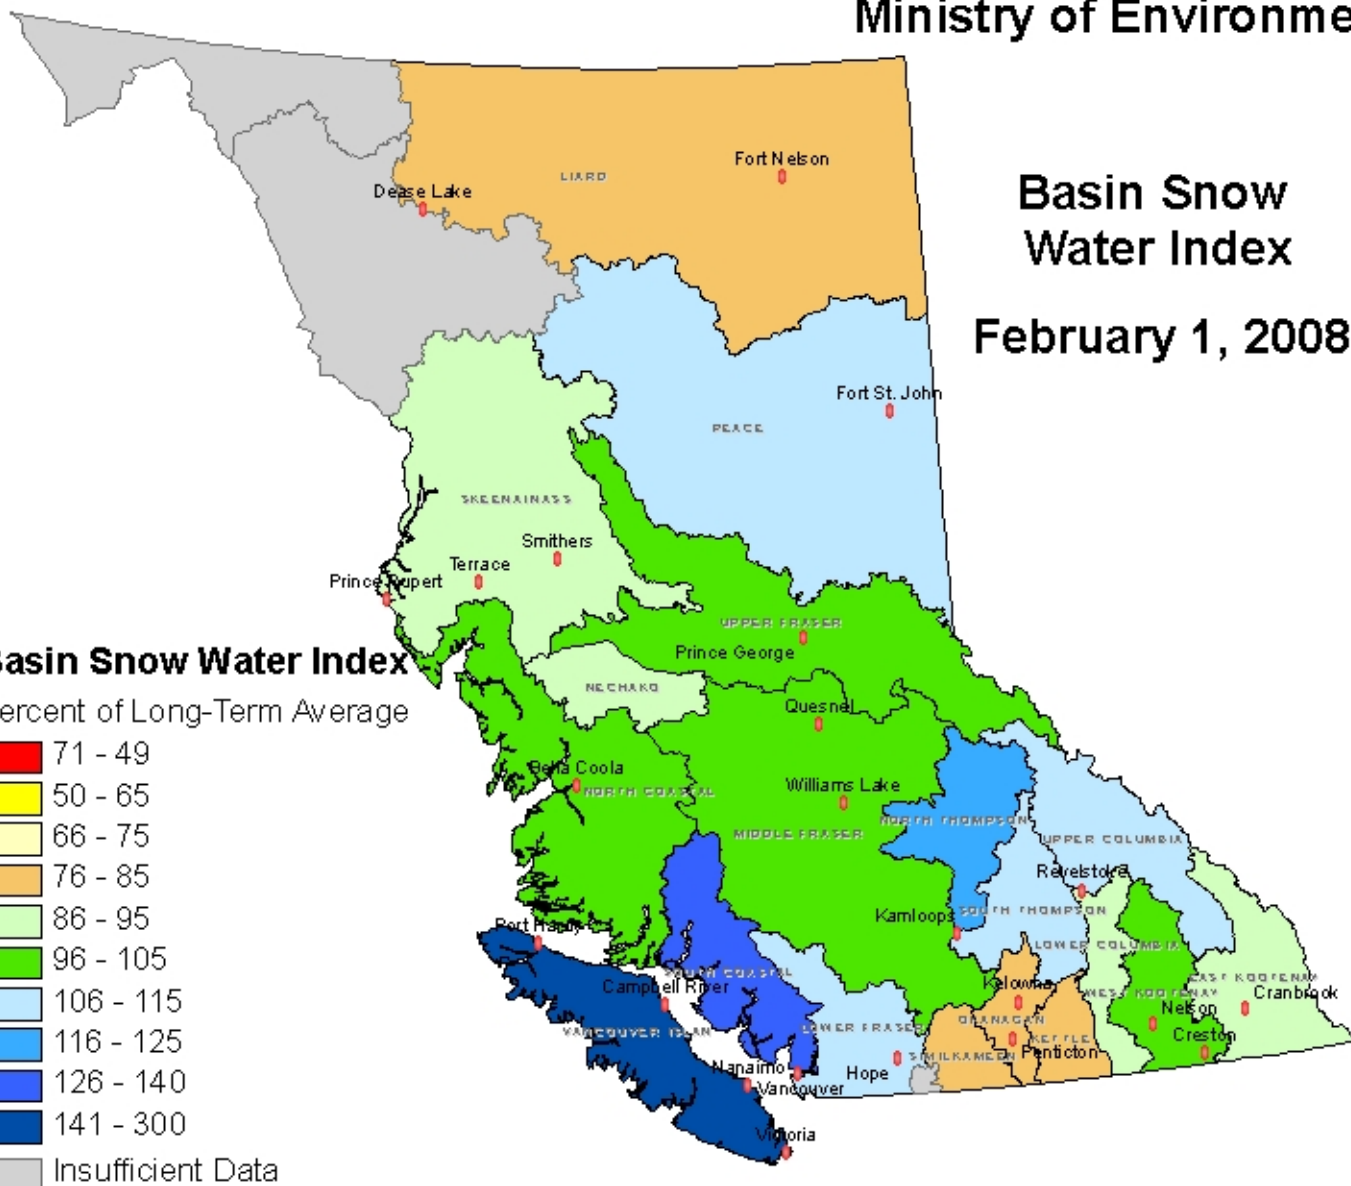 Ministry of Environme
Basin Snow
Water Index
February 1, 2008
Fort Nelson
LIARD
Dease Lake
Fort St. John
PEACE
SKEENA/NASS
Smithers
Terrace
Prince Rupert
UPPER FRASER
Prince George
NECHAKO
Quesnel
Bella Coola
NORTH COASTAL
Williams Lake
NORTH THOMPSON
MIDDLE FRASER
UPPER COLUMBIA
Revelstoke
Kamloops
SOUTH THOMPSON
Port Hardy
LOWER COLUMBIA
SOUTH COASTAL
EAST KOOTENAY
Campbell River
Kelowna
WEST KOOTENAY
Cranbrook
Nelson
OKANAGAN
LOWER FRASER
VANCOUVER ISLAN
Creston
KETTLE
SIMILKAMEEN
Penticton
Nanaimo
Hope
Vancouver
Victoria
Basin Snow Water Index
ercent of Long-Term Average
71 - 49
50 - 65
66 - 75
76 - 85
86 - 95
96 - 105
106 - 115
116 - 125
126 - 140
141 - 300
Insufficient Data